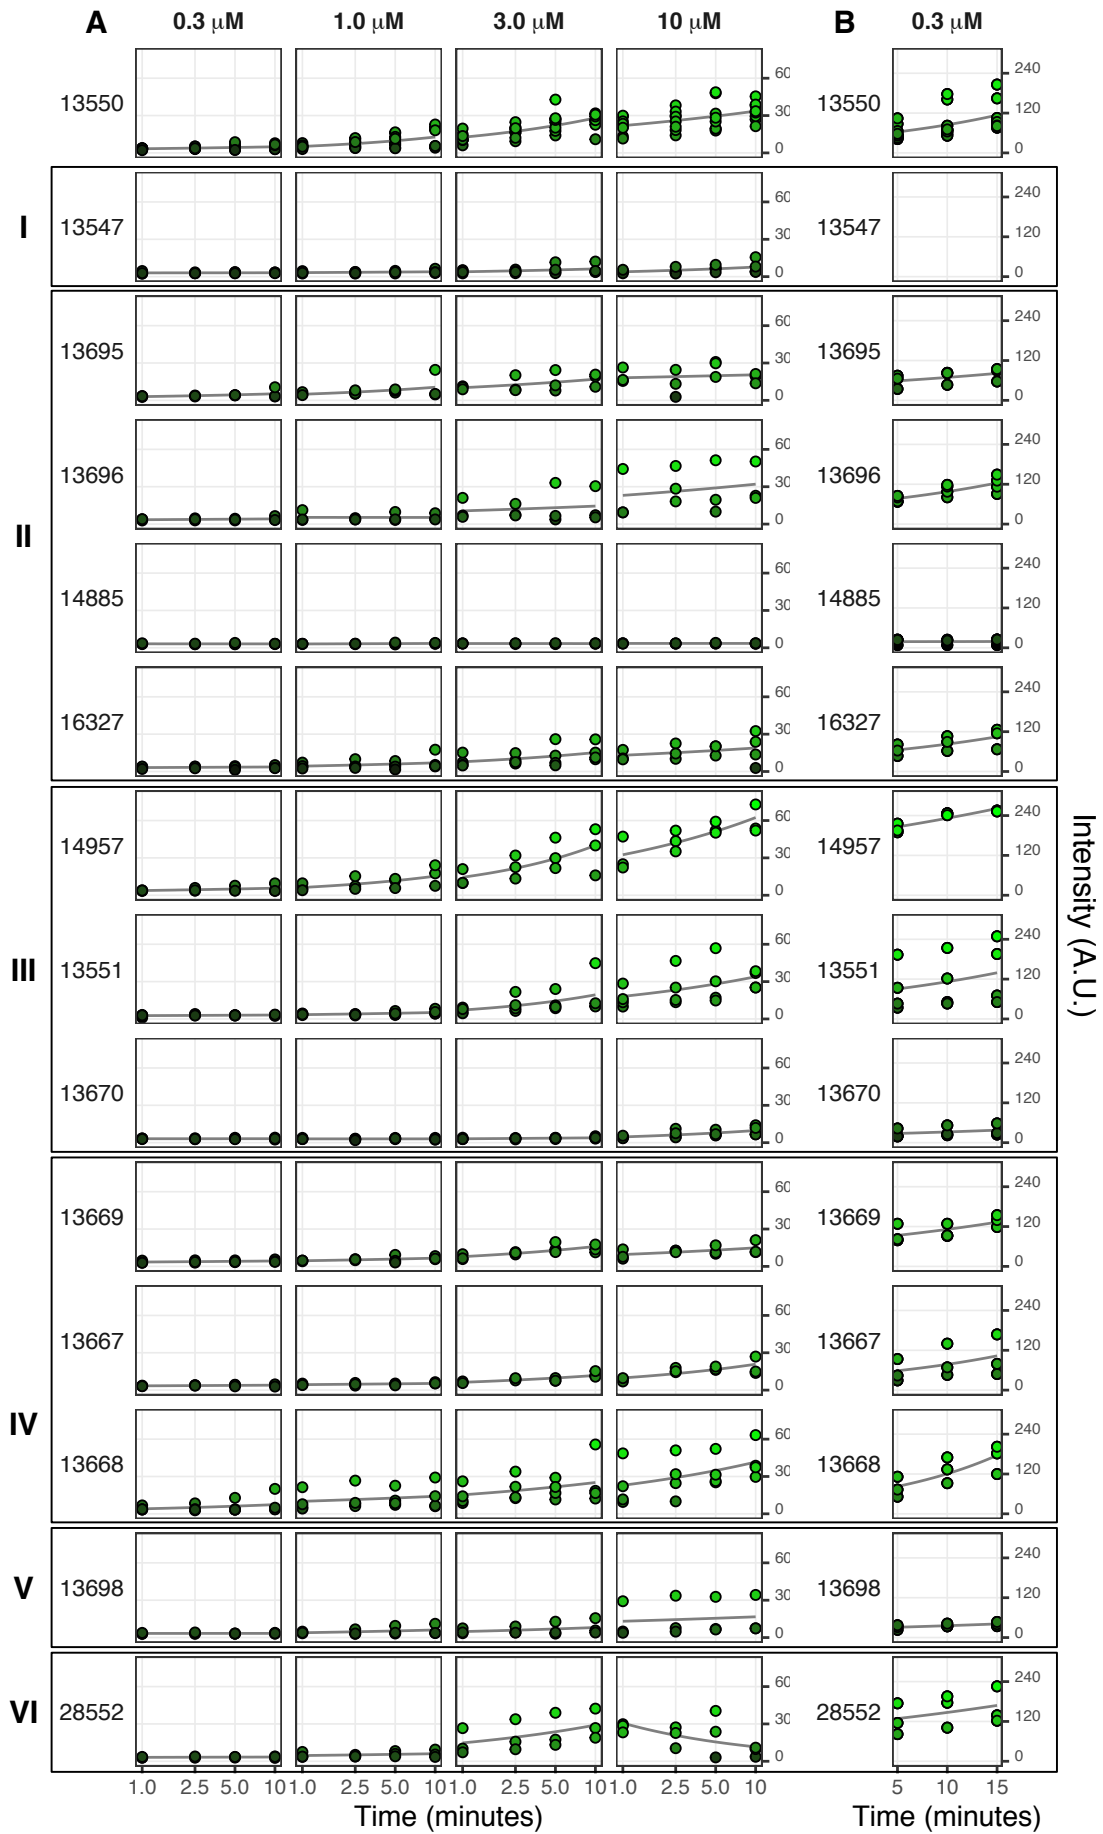 A 0.3 μM 1.0 μM 3.0 μM 10 μM B 0.3 μM
13550 60 30 0 13550 240 120 0
I 13547 60 30 0 13547 240 120 0
13695 60 30 0 13695 240 120 0
13696 60 30 0 13696 240 120 0
II
14885 60 30 0 14885 240 120 0
16327 60 30 0 16327 240 120 0
14957 60 30 0 14957 240 120 0
III 13551 60 30 0 13551 240 120 0
13670 60 30 0 13670 240 120 0
13669 60 30 0 13669 240 120 0
13667 60 30 0 13667 240 120 0
IV
13668 60 30 0 13668 240 120 0
V 13698 60 30 0 13698 240 120 0
VI 28552 60 30 0 28552 240 120 0
1.0 2.5 5.0 10 1.0 2.5 5.0 10 1.0 2.5 5.0 10 1.0 2.5 5.0 10 5 10 15
Time (minutes) Time (minutes)
Intensity (A.U.)